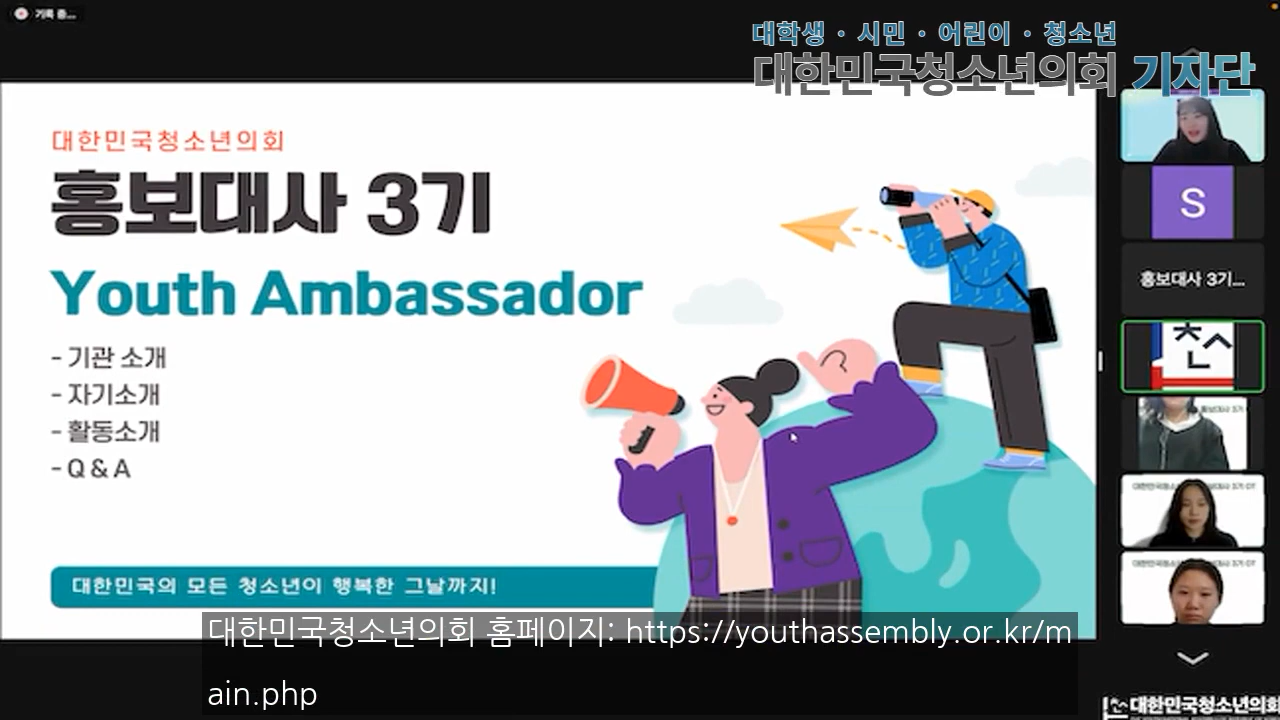 기록 중...
대학생 · 시민 · 어린이 · 청소년
대한민국청소년의회 기자단
대한민국청소년의회
홍보대사 3기
Youth Ambassador
- 기관 소개
- 자기소개
- 활동소개
- Q & A
대한민국의 모든 청소년이 행복한 그날까지!
S
홍보대사 3기...
대한민국청소년의회 홈페이지: https://youthassembly.or.kr/m
ain.php
대한민국청소년의회